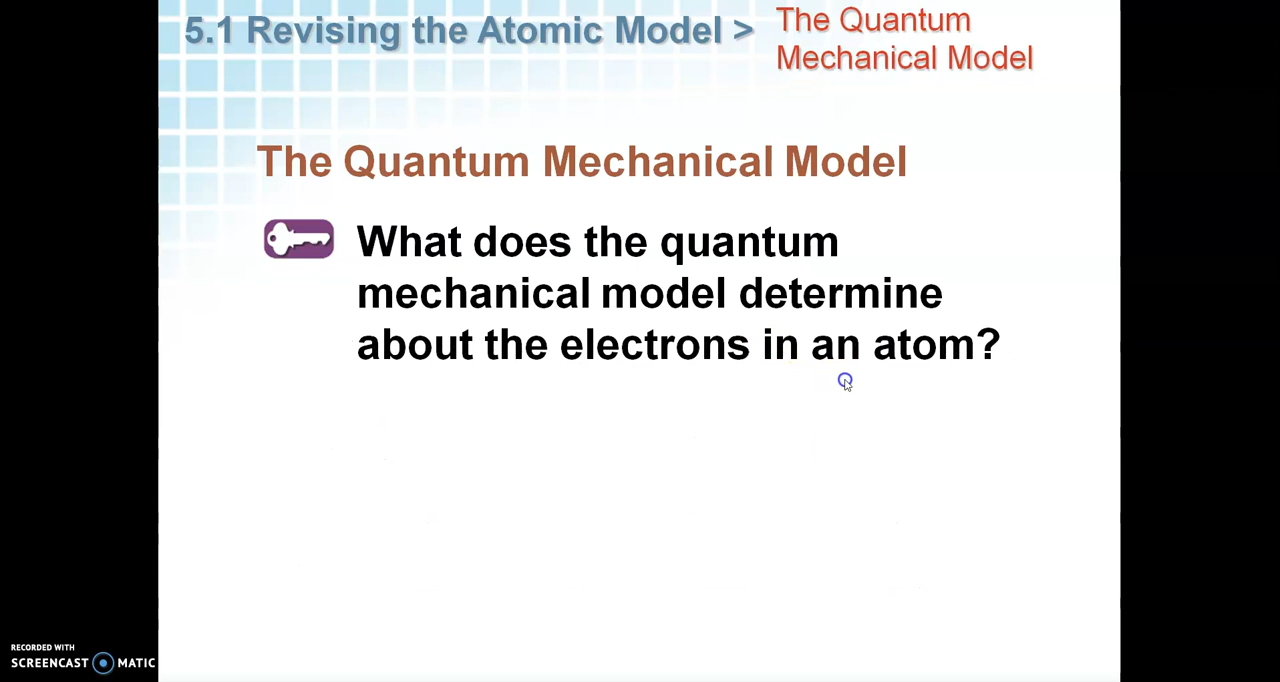 5.1 Revising the Atomic Model >
The Quantum
Mechanical Model
The Quantum Mechanical Model
What does the quantum
mechanical model determine
about the electrons in an atom?
RECORDED WITH
SCREENCAST MATIC